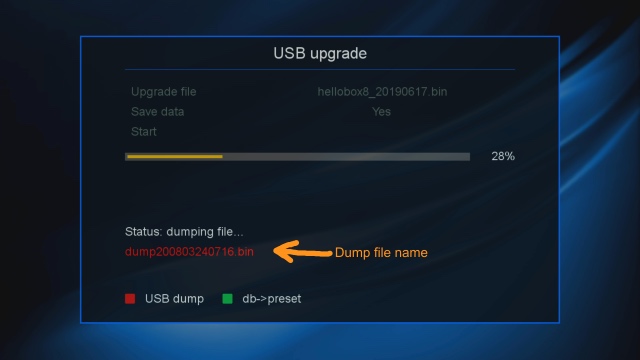 USB upgrade
Upgrade file hellobox8_20190617.bin
Save data Yes
Start
28%
Status: dumping file...
dump200803240716.bin Dump file name
USB dump db->preset